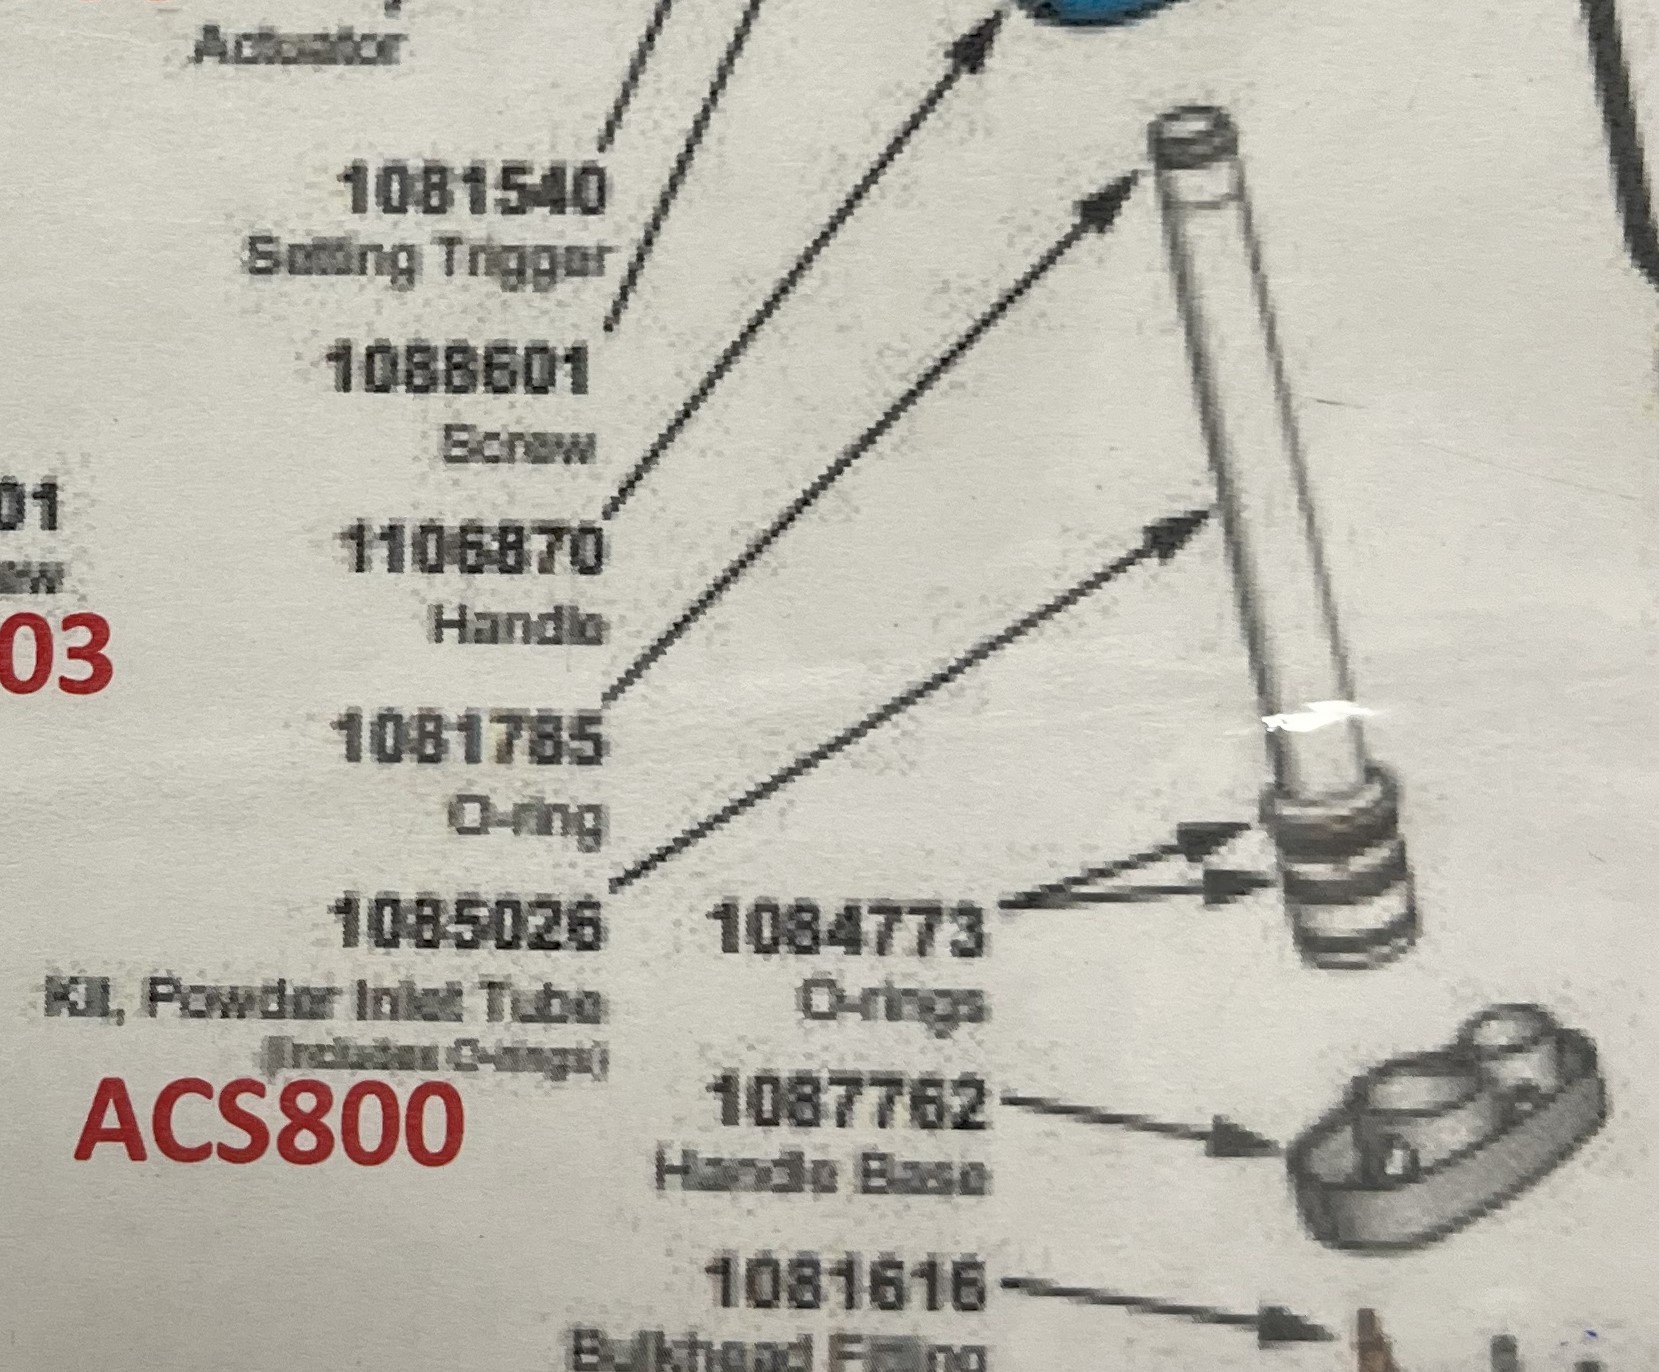 Actuator
1081540
Setting Trigger
1088601
Screw
01
1106870
Handle
03
1081785
O-ring
1085026
Kit, Powder Inlet Tube
(Includes O-rings)
ACS800
1084773
O-rings
1087762
Handle Base
1081616
Bulkhead Fitting